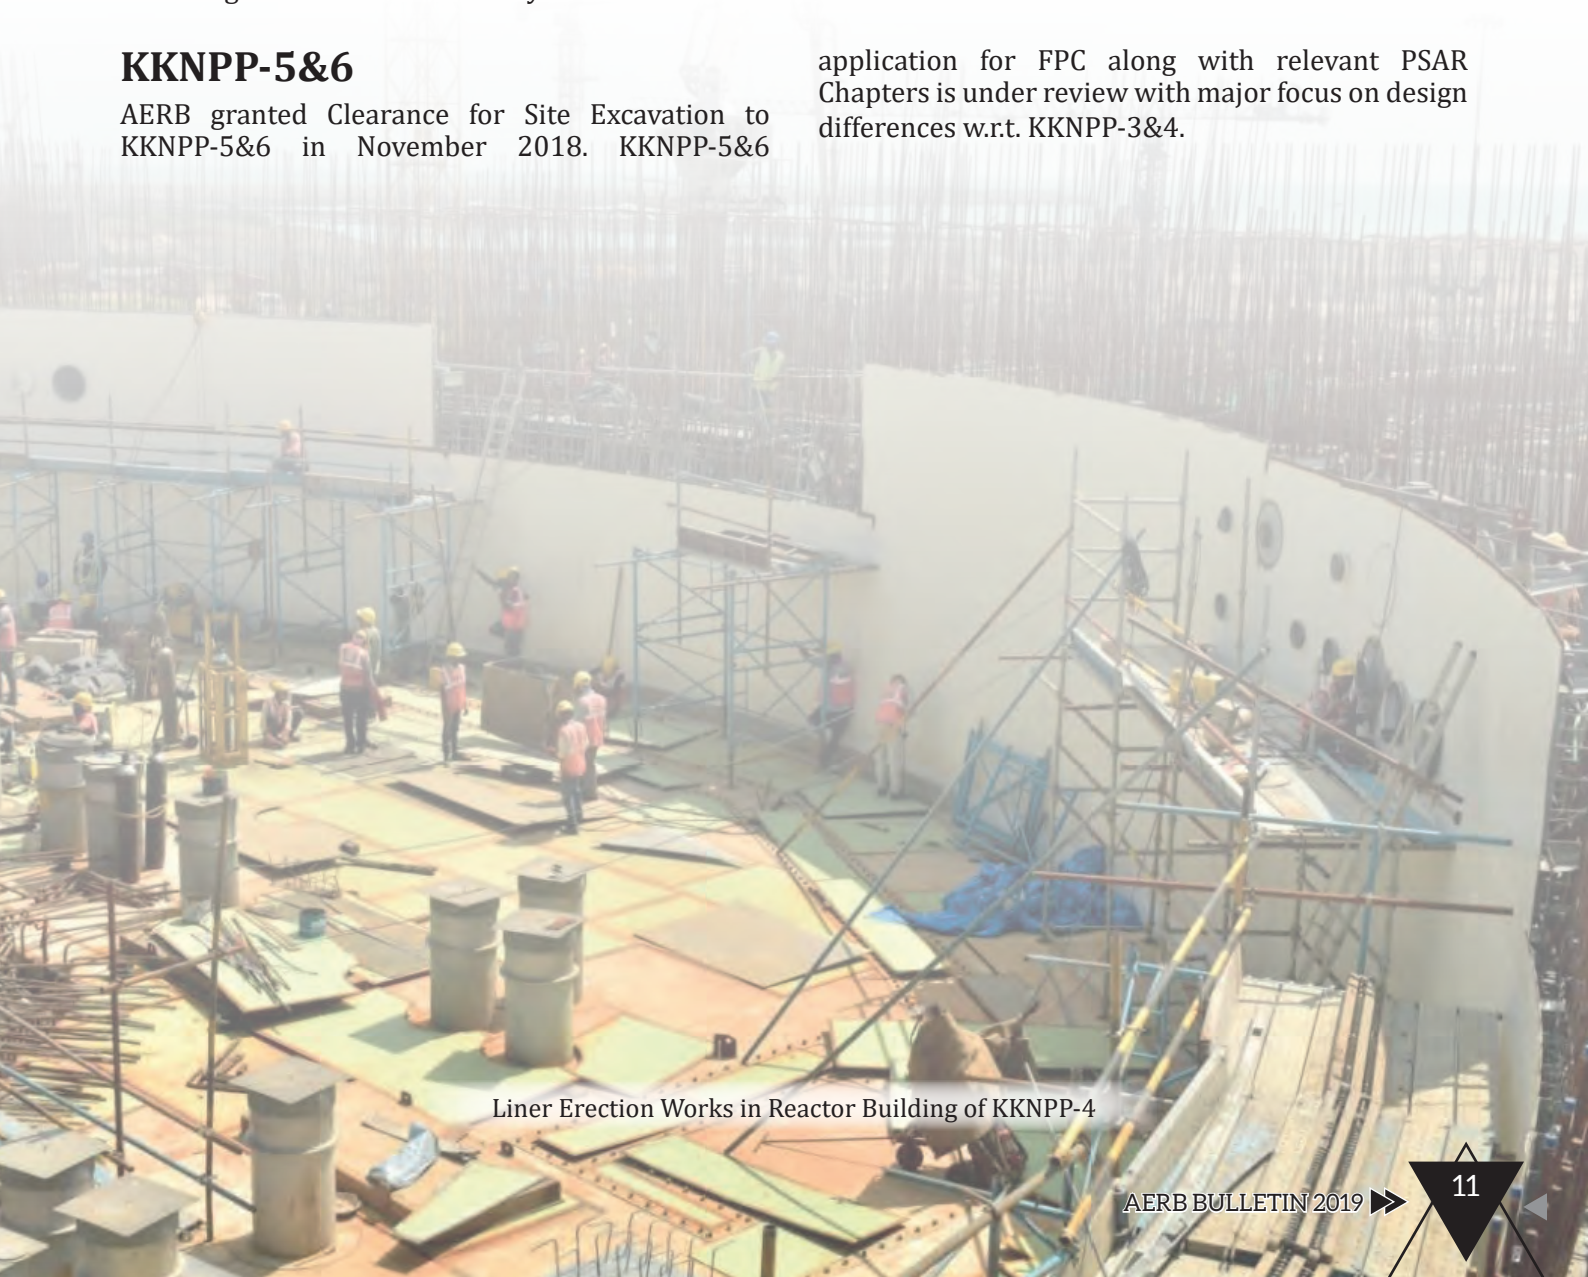 KKNPP-5&6
AERB granted Clearance for Site Excavation to
KKNPP-5&6 in November 2018. KKNPP-5&6
application for FPC along with relevant PSAR
Chapters is under review with major focus on design
differences w.r.t. KKNPP-3&4.
Liner Erection Works in Reactor Building of KKNPP-4
AERB BULLETIN 2019
11